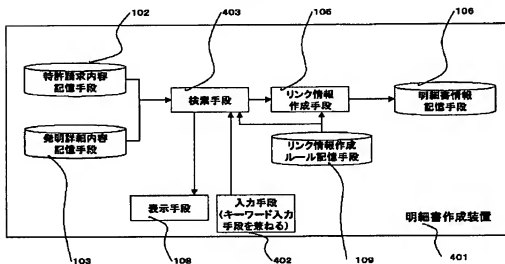 102
403
105
106
特許請求内容
記憶手段
検索手段
リンク情報
作成手段
明細書情報
記憶手段
発明詳細内容
記憶手段
リンク情報作成
ルール記憶手段
表示手段
入力手段
(キーワード入力
手段を兼ねる)
明細書作成装置
103
108
402
109
401